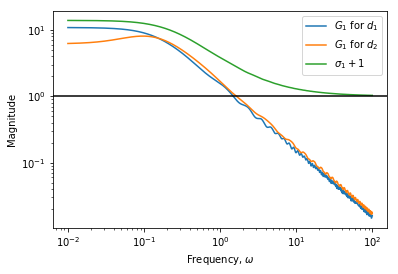 G₁ for d₁
G₁ for d₂
σ₁ + 1
Magnitude
10¹
10⁰
10⁻¹
10⁻² 10⁻¹ 10⁰ 10¹ 10²
Frequency, ω